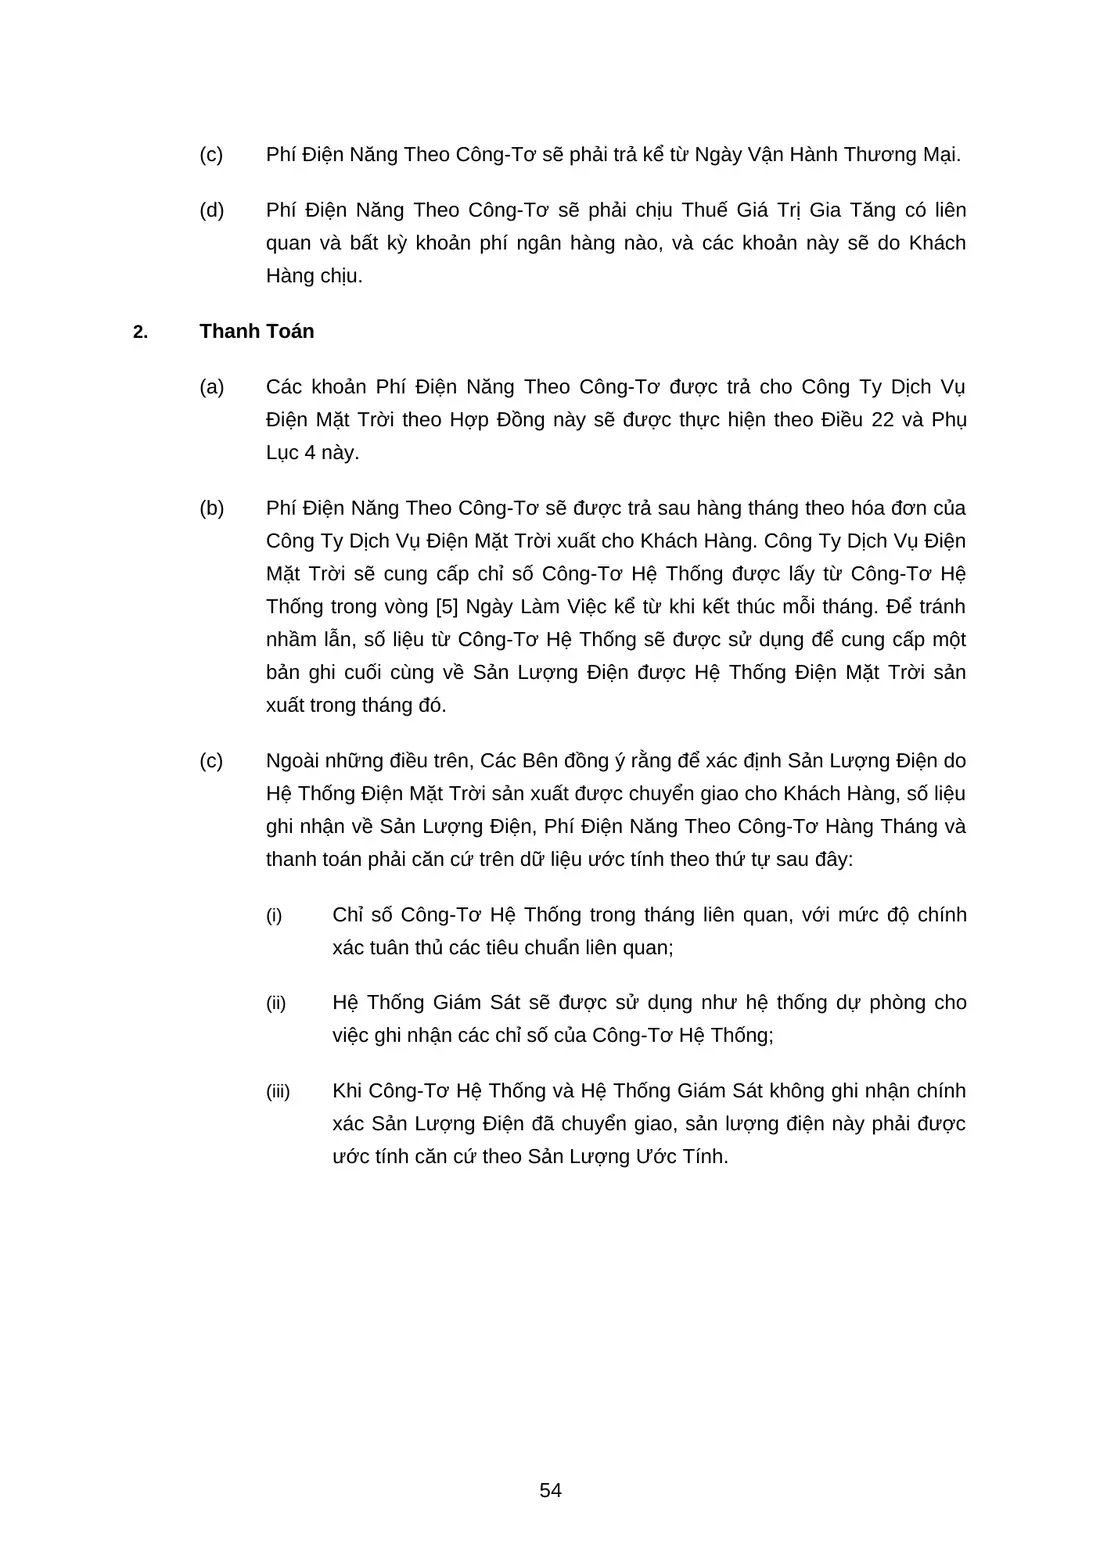 (c) Phí Điện Năng Theo Công-Tơ sẽ phải trả kể từ Ngày Vận Hành Thương Mại.
(d) Phí Điện Năng Theo Công-Tơ sẽ phải chịu Thuế Giá Trị Gia Tăng có liên
quan và bất kỳ khoản phí ngân hàng nào, và các khoản này sẽ do Khách
Hàng chịu.
2. Thanh Toán
(a) Các khoản Phí Điện Năng Theo Công-Tơ được trả cho Công Ty Dịch Vụ
Điện Mặt Trời theo Hợp Đồng này sẽ được thực hiện theo Điều 22 và Phụ
Lục 4 này.
(b) Phí Điện Năng Theo Công-Tơ sẽ được trả sau hàng tháng theo hóa đơn của
Công Ty Dịch Vụ Điện Mặt Trời xuất cho Khách Hàng. Công Ty Dịch Vụ Điện
Mặt Trời sẽ cung cấp chỉ số Công-Tơ Hệ Thống được lấy từ Công-Tơ Hệ
Thống trong vòng [5] Ngày Làm Việc kể từ khi kết thúc mỗi tháng. Để tránh
nhầm lẫn, số liệu từ Công-Tơ Hệ Thống sẽ được sử dụng để cung cấp một
bản ghi cuối cùng về Sản Lượng Điện được Hệ Thống Điện Mặt Trời sản
xuất trong tháng đó.
(c) Ngoài những điều trên, Các Bên đồng ý rằng để xác định Sản Lượng Điện do
Hệ Thống Điện Mặt Trời sản xuất được chuyển giao cho Khách Hàng, số liệu
ghi nhận về Sản Lượng Điện, Phí Điện Năng Theo Công-Tơ Hàng Tháng và
thanh toán phải căn cứ trên dữ liệu ước tính theo thứ tự sau đây:
(i) Chỉ số Công-Tơ Hệ Thống trong tháng liên quan, với mức độ chính
xác tuân thủ các tiêu chuẩn liên quan;
(ii) Hệ Thống Giám Sát sẽ được sử dụng như hệ thống dự phòng cho
việc ghi nhận các chỉ số của Công-Tơ Hệ Thống;
(iii) Khi Công-Tơ Hệ Thống và Hệ Thống Giám Sát không ghi nhận chính
xác Sản Lượng Điện đã chuyển giao, sản lượng điện này phải được
ước tính căn cứ theo Sản Lượng Ước Tính.
54